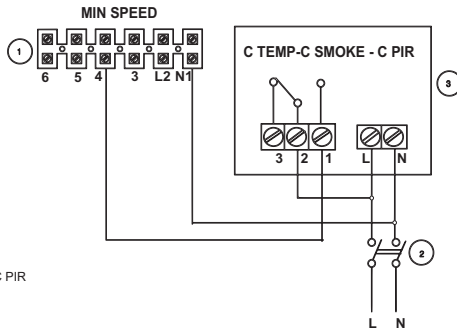 MIN SPEED
1
6 5 4 3 L2 N1
C TEMP-C SMOKE - C PIR
3
3 2 1 L N
2
C PIR
L N